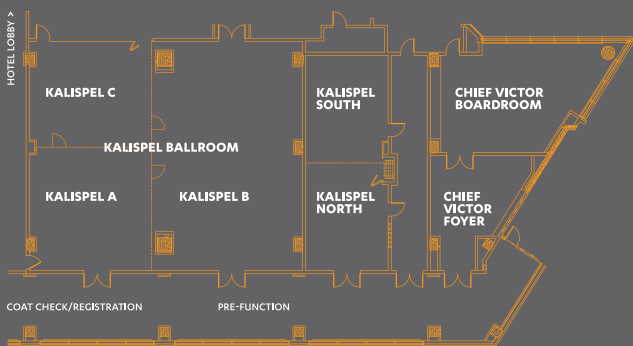 HOTEL LOBBY >
KALISPEL C
KALISPEL
SOUTH
CHIEF VICTOR
BOARDROOM
KALISPEL BALLROOM
KALISPEL A
KALISPEL B
KALISPEL
NORTH
CHIEF
VICTOR
FOYER
COAT CHECK/REGISTRATION
PRE-FUNCTION